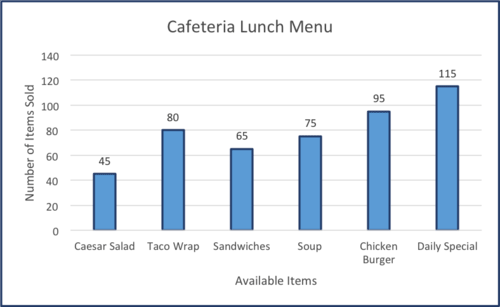 Cafeteria Lunch Menu
Number of Items Sold
140
120
100
80
60
40
20
0
45
80
65
75
95
115
Caesar Salad
Taco Wrap
Sandwiches
Soup
Chicken
Burger
Daily Special
Available Items